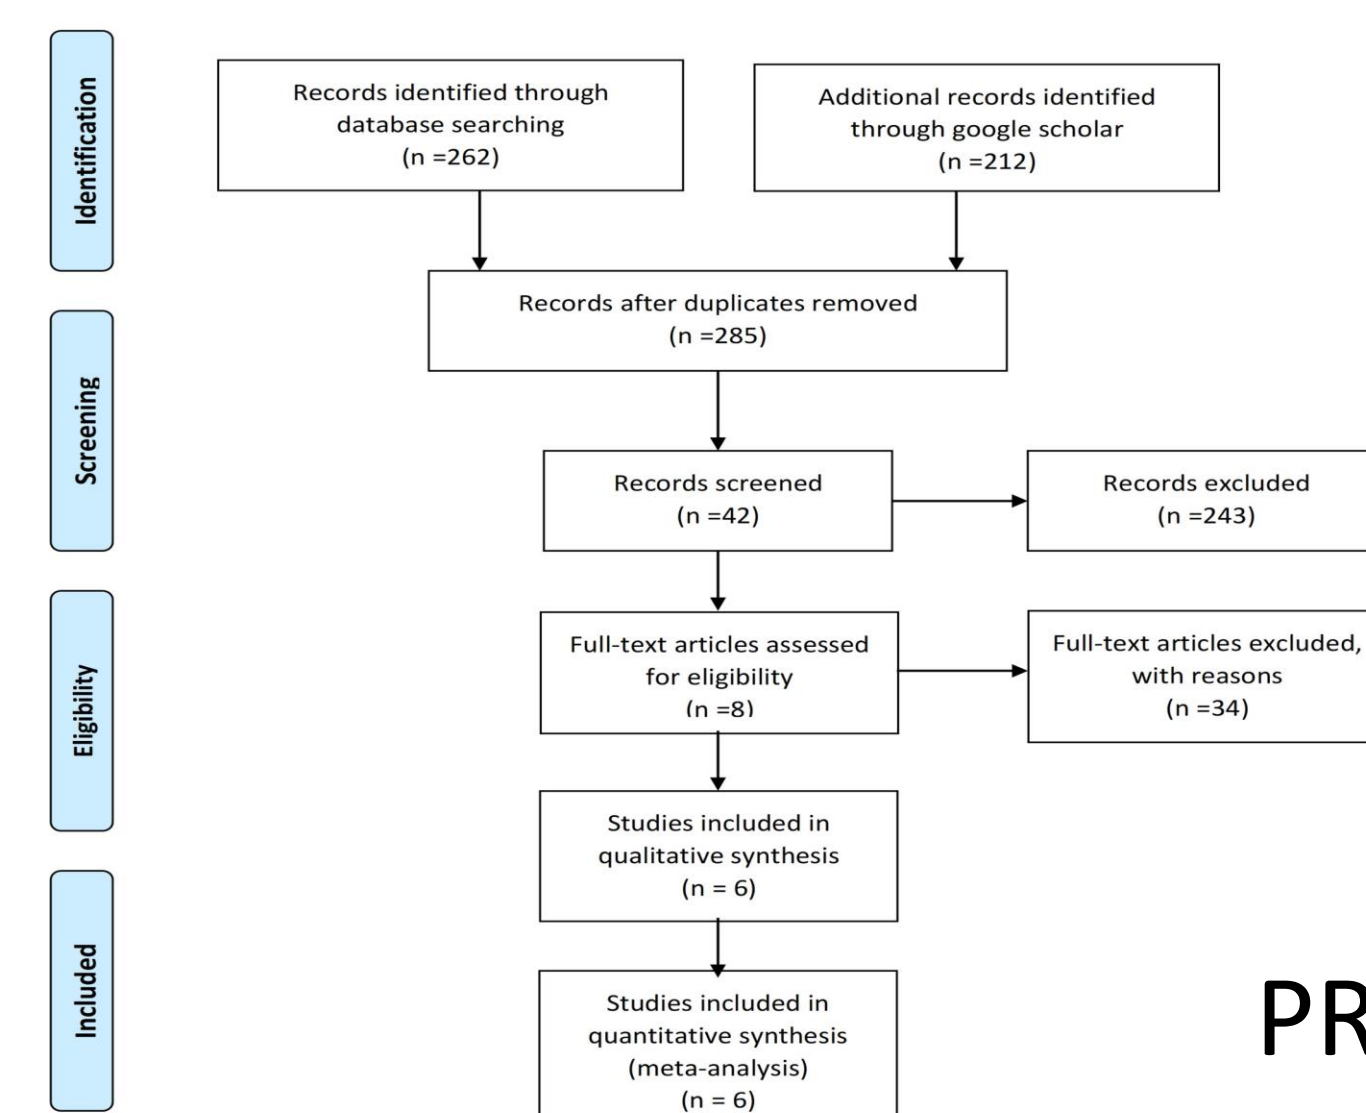 Identification
Records identified through
database searching
(n =262)
Additional records identified
through google scholar
(n =212)
Records after duplicates removed
(n =285)
Screening
Records screened
(n =42)
Records excluded
(n =243)
Eligibility
Full-text articles assessed
for eligibility
(n =8)
Full-text articles excluded,
with reasons
(n =34)
Studies included in
qualitative synthesis
(n = 6)
Included
Studies included in
quantitative synthesis
(meta-analysis)
(n = 6)
PR